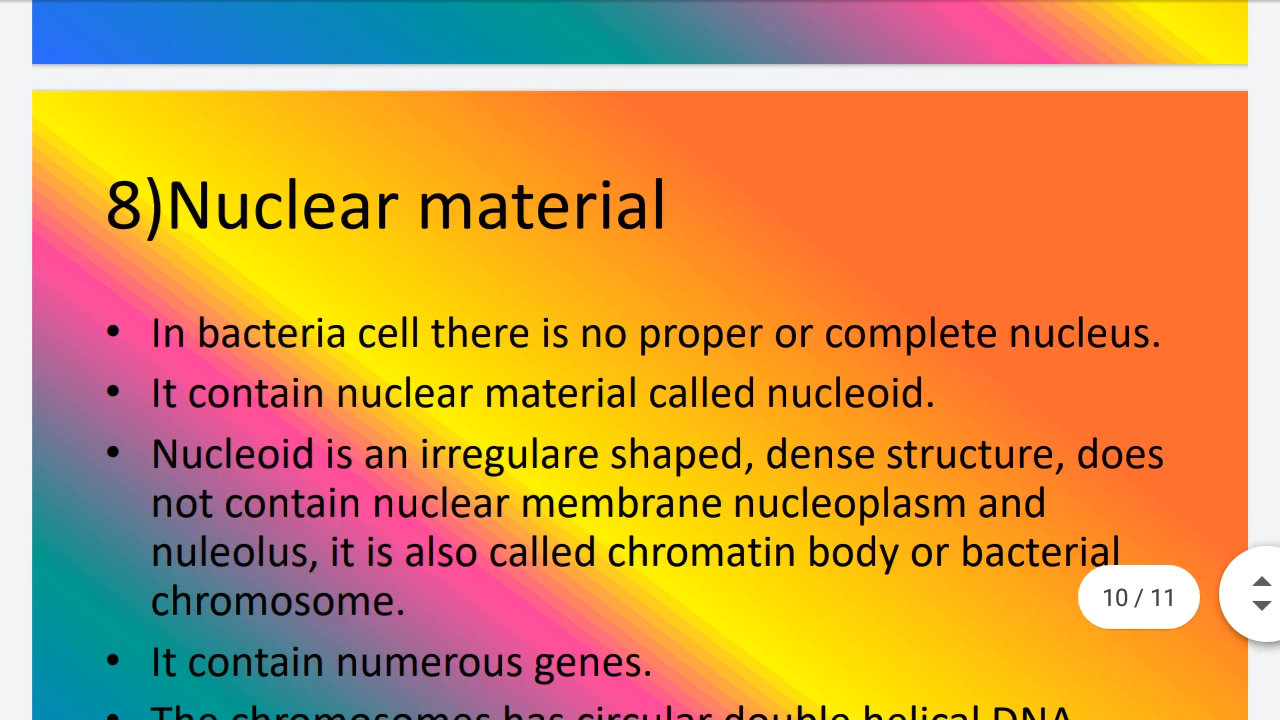 8)Nuclear material
• In bacteria cell there is no proper or complete nucleus.
• It contain nuclear material called nucleoid.
• Nucleoid is an irregulare shaped, dense structure, does
not contain nuclear membrane nucleoplasm and
nuleolus, it is also called chromatin body or bacterial
chromosome.
10 / 11
• It contain numerous genes.
• The chromosomes has circular double helical DNA